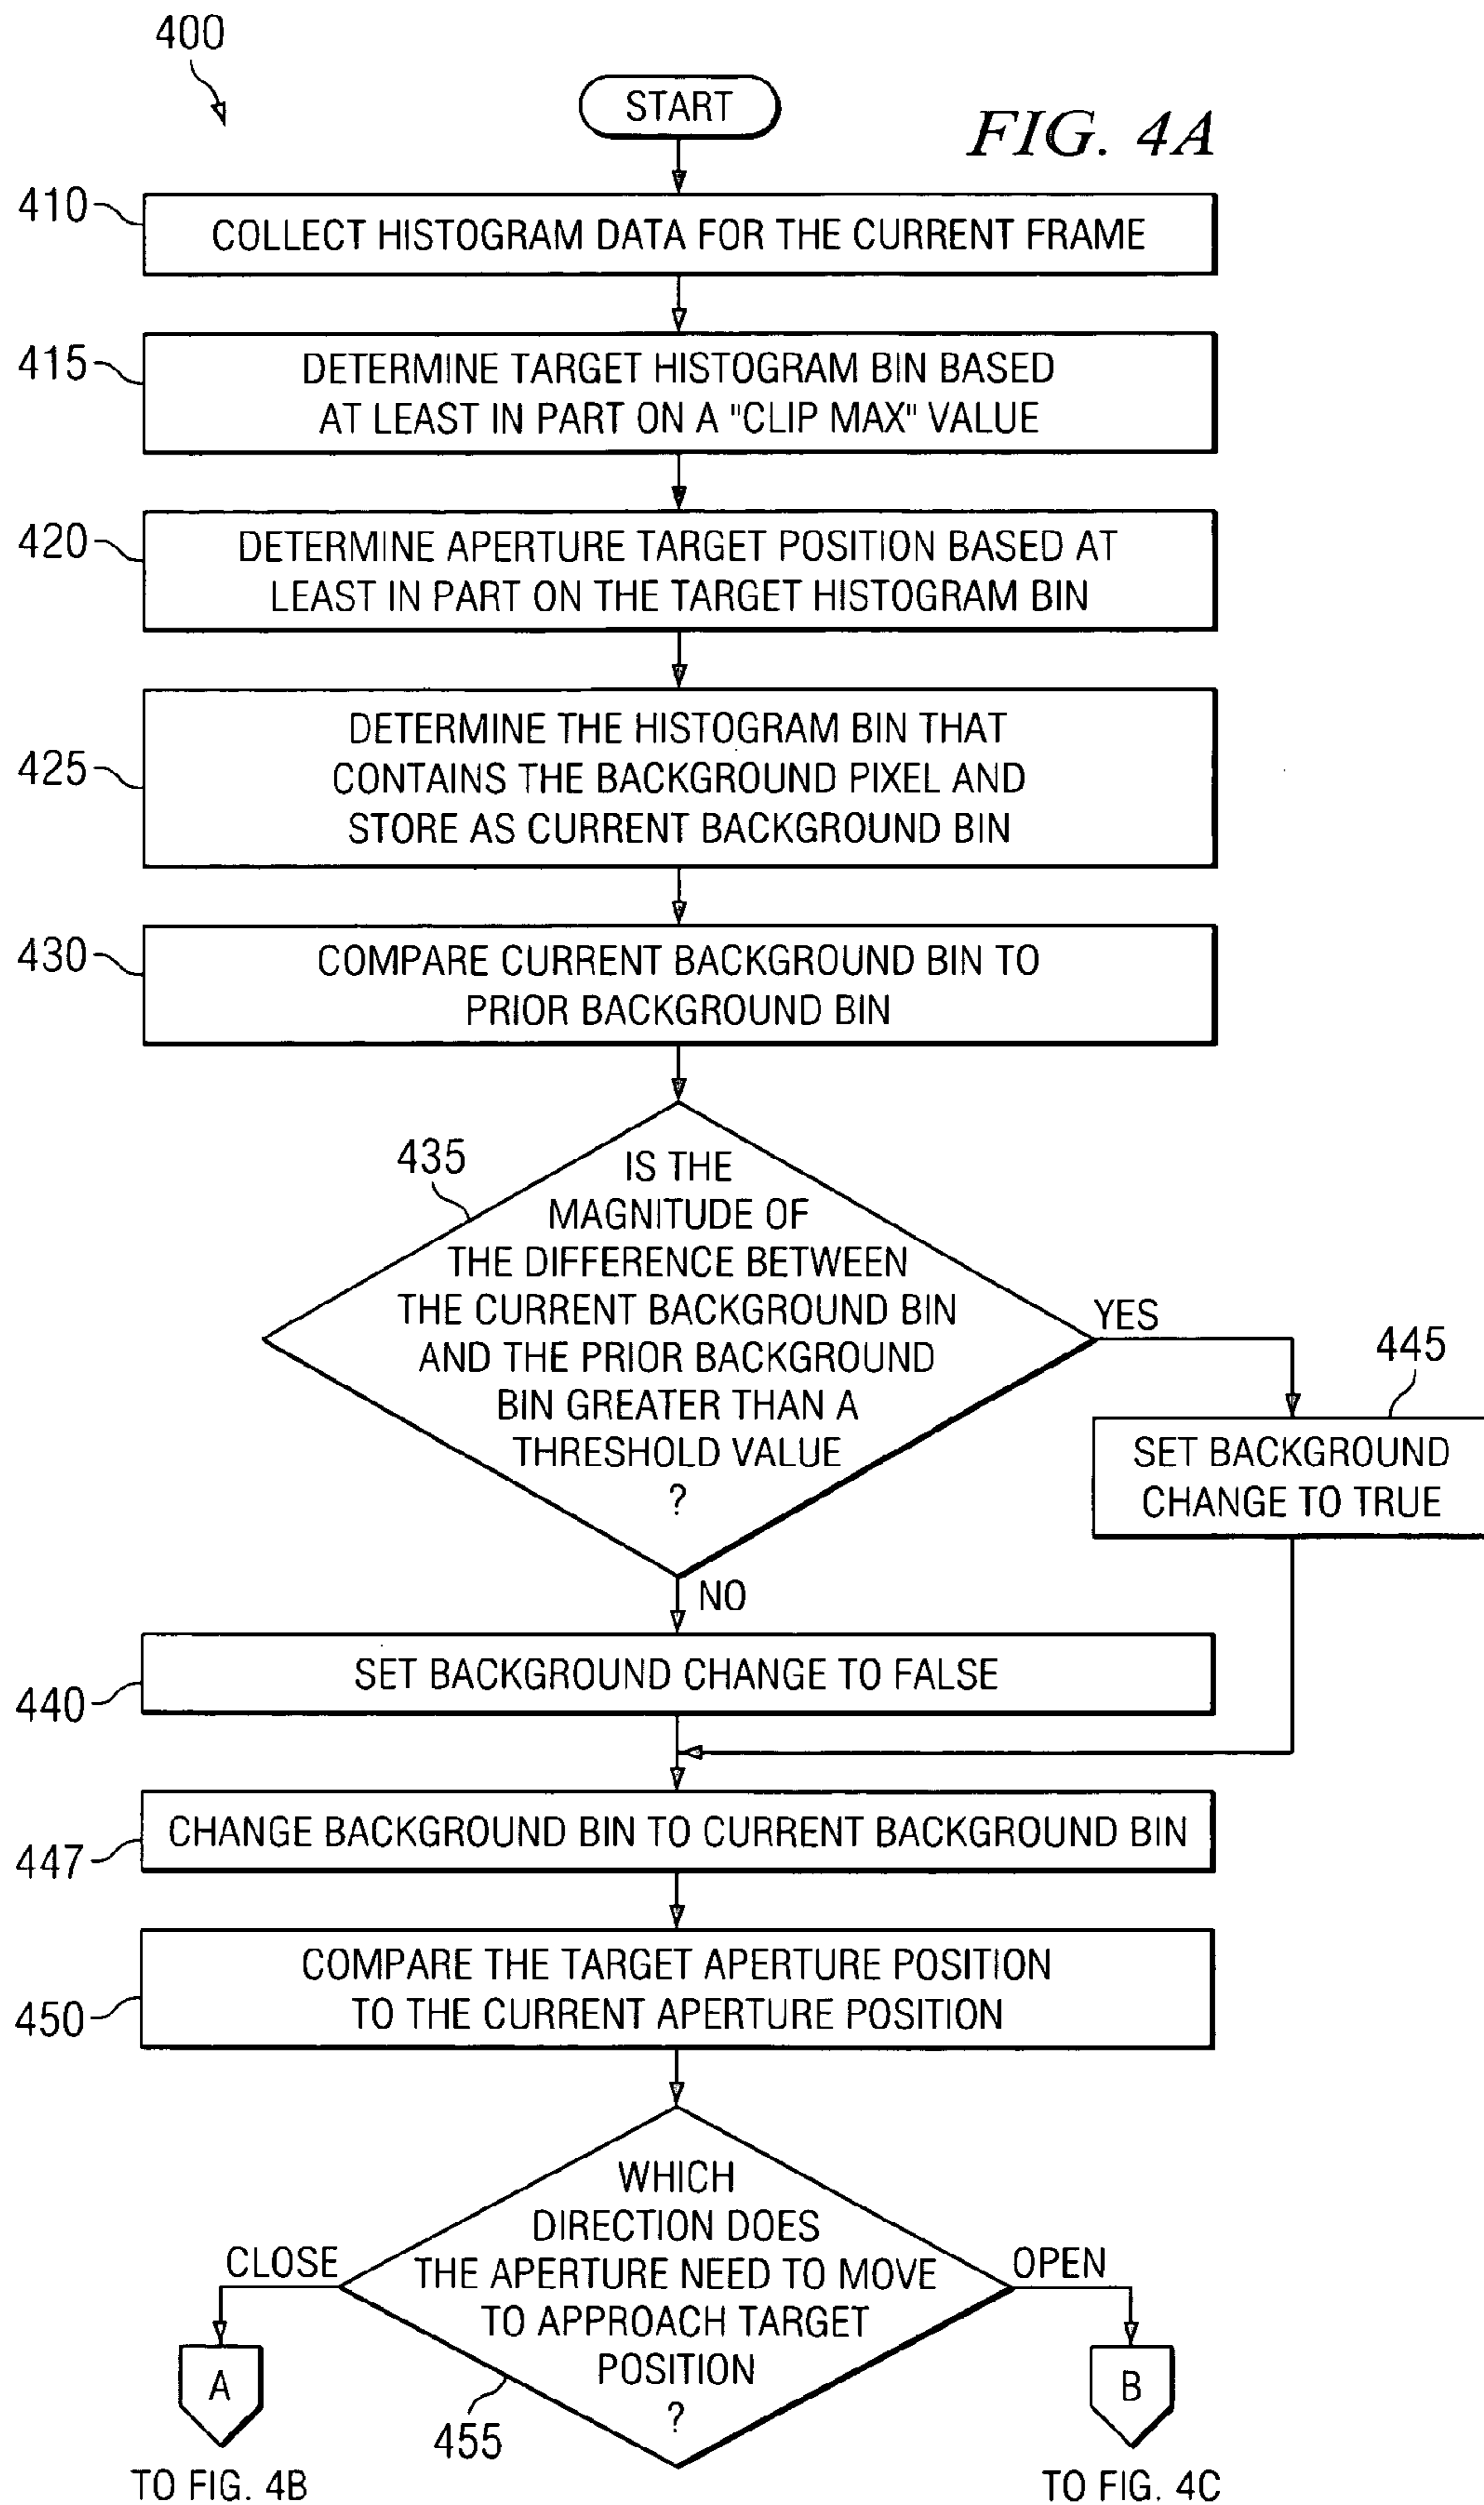 400
START
FIG. 4A
410
COLLECT HISTOGRAM DATA FOR THE CURRENT FRAME
415
DETERMINE TARGET HISTOGRAM BIN BASED
AT LEAST IN PART ON A "CLIP MAX" VALUE
420
DETERMINE APERTURE TARGET POSITION BASED AT
LEAST IN PART ON THE TARGET HISTOGRAM BIN
425
DETERMINE THE HISTOGRAM BIN THAT
CONTAINS THE BACKGROUND PIXEL AND
STORE AS CURRENT BACKGROUND BIN
430
COMPARE CURRENT BACKGROUND BIN TO
PRIOR BACKGROUND BIN
435
IS THE
MAGNITUDE OF
THE DIFFERENCE BETWEEN
THE CURRENT BACKGROUND BIN
AND THE PRIOR BACKGROUND
BIN GREATER THAN A
THRESHOLD VALUE
?
YES
445
SET BACKGROUND
CHANGE TO TRUE
NO
440
SET BACKGROUND CHANGE TO FALSE
447
CHANGE BACKGROUND BIN TO CURRENT BACKGROUND BIN
450
COMPARE THE TARGET APERTURE POSITION
TO THE CURRENT APERTURE POSITION
WHICH
DIRECTION DOES
THE APERTURE NEED TO MOVE
TO APPROACH TARGET
POSITION
?
455
CLOSE
OPEN
A
B
TO FIG. 4B
TO FIG. 4C